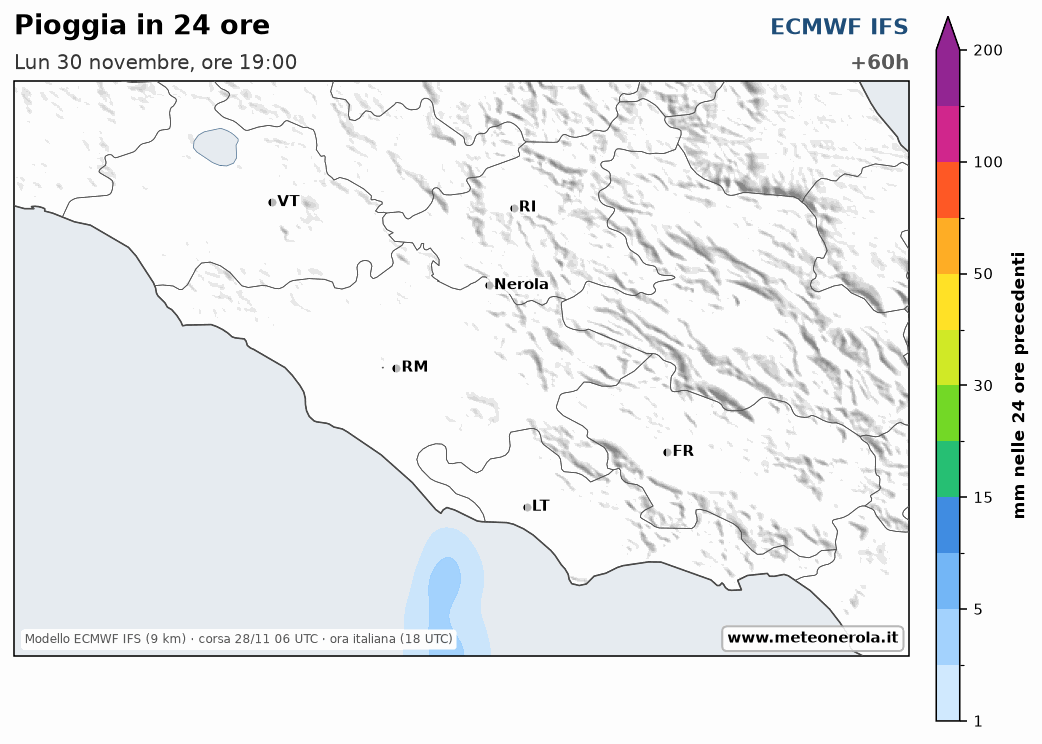 Pioggia in 24 ore
ECMWF IFS
Lun 30 novembre, ore 19:00
+60h
VT
RI
Nerola
RM
FR
LT
Modello ECMWF IFS (9 km) · corsa 28/11 06 UTC · ora italiana (18 UTC)
www.meteonerola.it
200
100
50
30
15
5
1
mm nelle 24 ore precedenti